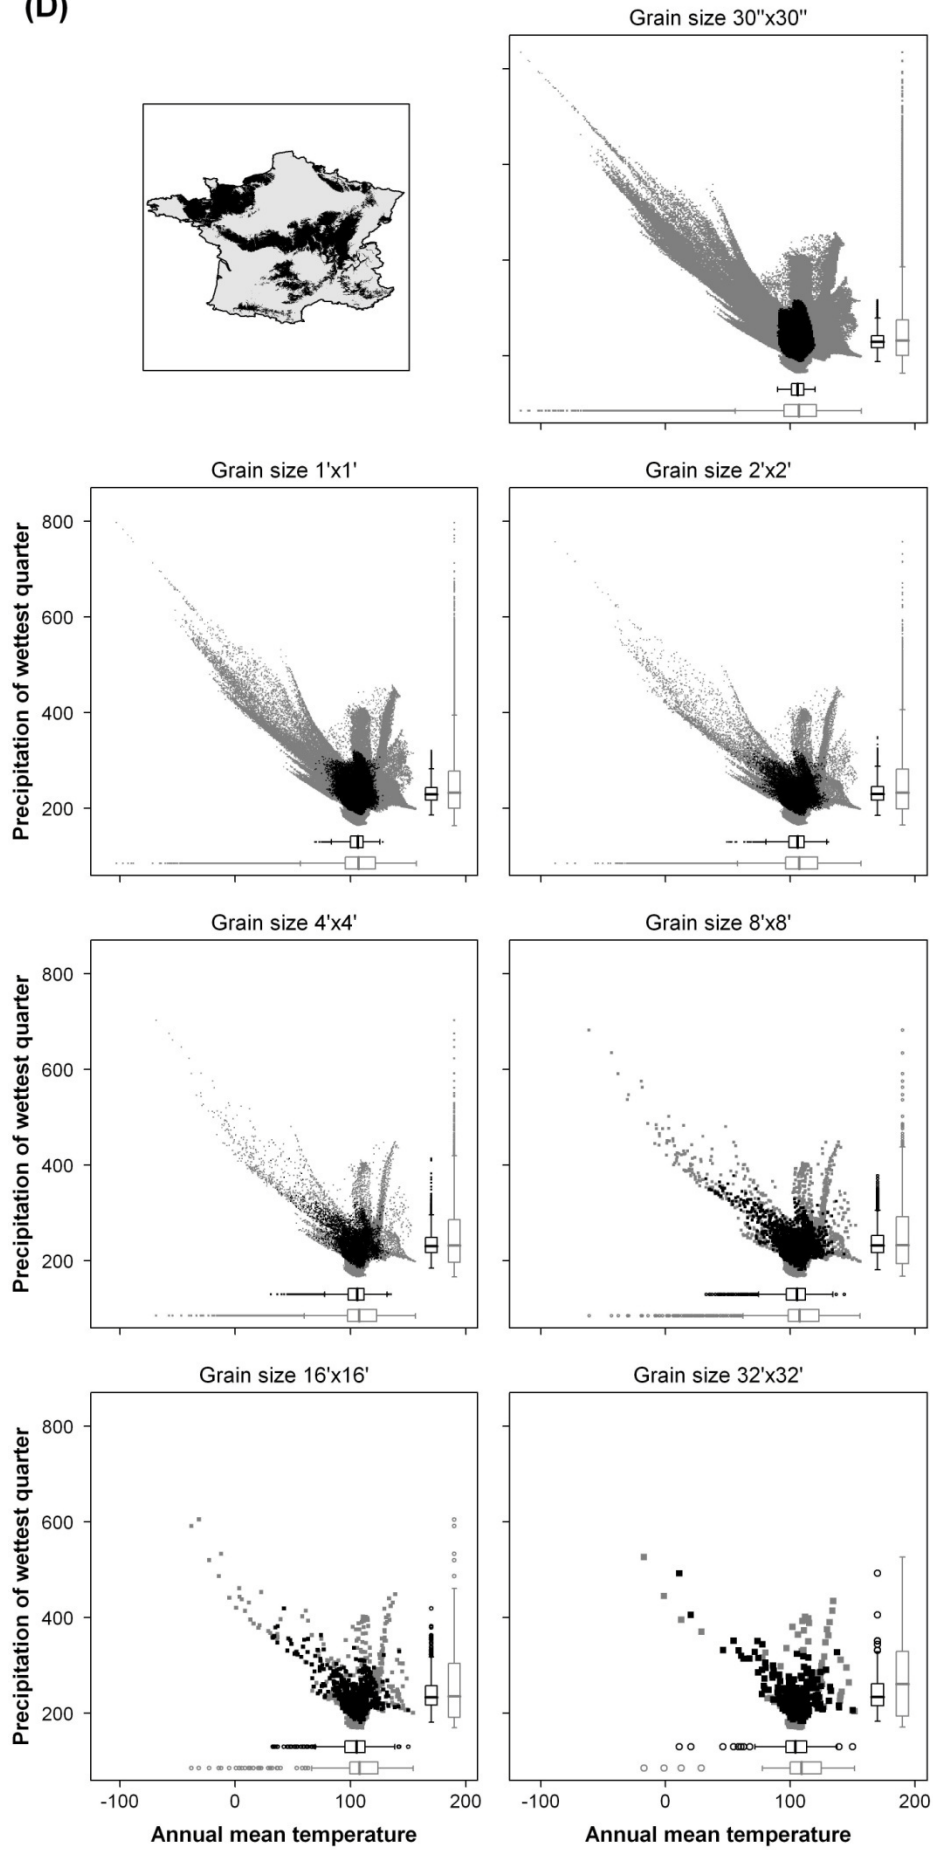 (D)
Grain size 30"x30"
Grain size 1'x1'
Grain size 2'x2'
Precipitation of wettest quarter
800
600
400
200
Grain size 4'x4'
Grain size 8'x8'
Precipitation of wettest quarter
800
600
400
200
Grain size 16'x16'
Grain size 32'x32'
Precipitation of wettest quarter
800
600
400
200
-100 0 100 200
-100 0 100 200
Annual mean temperature
Annual mean temperature